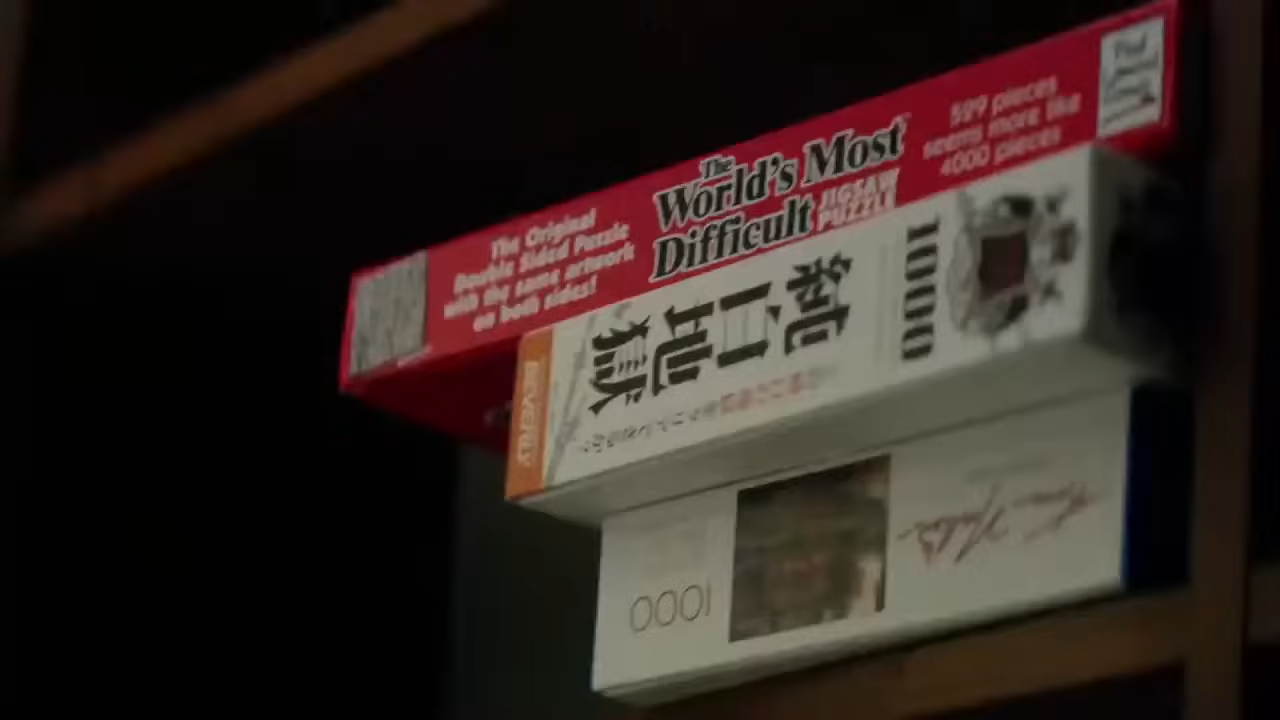 The Original
Double Sided Puzzle
with the same artwork
on both sides!
The
World's Most
Difficult
JIGSAW
PUZZLE
529 pieces
seems more like
4000 pieces
純白地獄
1000
BEVERLY
1000